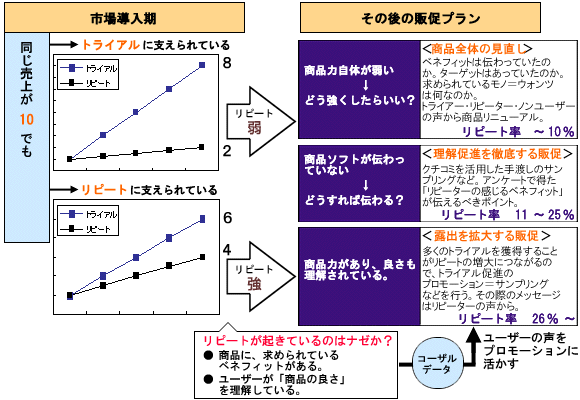 市場導入期
その後の販促プラン
同じ売上が 10 でも
トライアルに支えられている
トライアル
リピート
8
2
リピート
弱
リピートに支えられている
トライアル
リピート
6
4
リピート
強
商品力自体が弱い
↓
どう強くしたらいい?
<商品全体の見直し>
ベネフィットは伝わっていたの
か。ターゲットはあっていたのか。
求められているモノ=ウォンツ
は何なのか。
トライアー・リピーター・ノンユーザー
の声から商品リニューアル。
リピート率 ~10%
商品ソフトが伝わっ
ていない
↓
どうすれば伝わる?
<理解促進を徹底する販促>
クチコミを活用した手渡しのサン
プリングなど。アンケートで得た
「リピーターの感じるベネフィット」
が伝えるべきポイント。
リピート率 11~25%
商品力があり、良さも
理解されている。
<露出を拡大する販促>
多くのトライアルを獲得すること
がリピートの増大につながるの
で、トライアル促進の
プロモーション=サンプリング
などを行う。その際のメッセージ
はリピーターの声から。
リピート率 26%~
リピートが起きているのはナゼか?
● 商品に、求められている
ベネフィットがある。
● ユーザーが「商品の良さ」
を理解している。
コーザル
データ
ユーザーの声を
プロモーションに
活かす